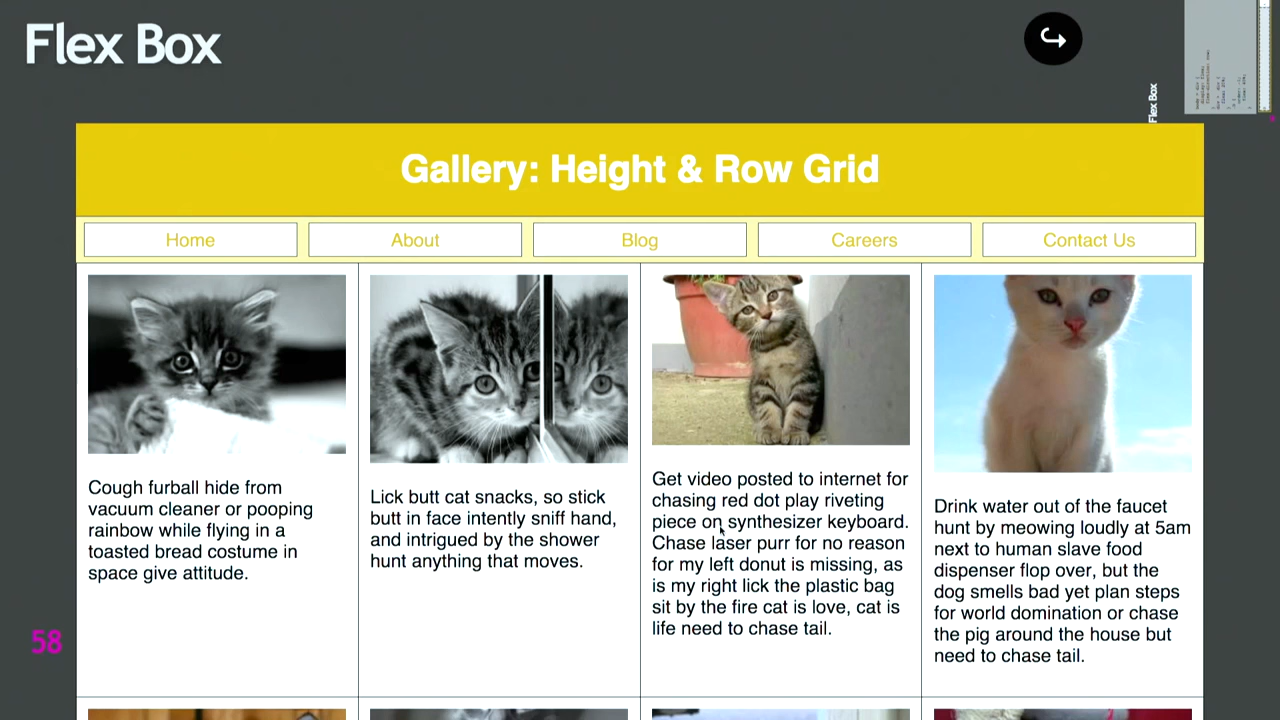 Flex Box
Flex Box
Gallery: Height & Row Grid
Home
About
Blog
Careers
Contact Us
Cough furball hide from
vacuum cleaner or pooping
rainbow while flying in a
toasted bread costume in
space give attitude.
Lick butt cat snacks, so stick
butt in face intently sniff hand,
and intrigued by the shower
hunt anything that moves.
Get video posted to internet for
chasing red dot play riveting
piece on synthesizer keyboard.
Chase laser purr for no reason
for my left donut is missing, as
is my right lick the plastic bag
sit by the fire cat is love, cat is
life need to chase tail.
Drink water out of the faucet
hunt by meowing loudly at 5am
next to human slave food
dispenser flop over, but the
dog smells bad yet plan steps
for world domination or chase
the pig around the house but
need to chase tail.
58